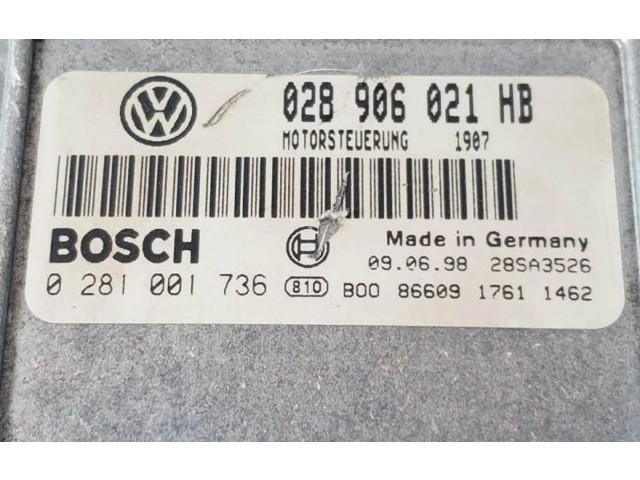 028 906 021 HB
MOTORSTEUERUNG 1907
BOSCH Made in Germany
09.06.98 28SA3526
0 281 001 736 810 B00 86609 1761 1462